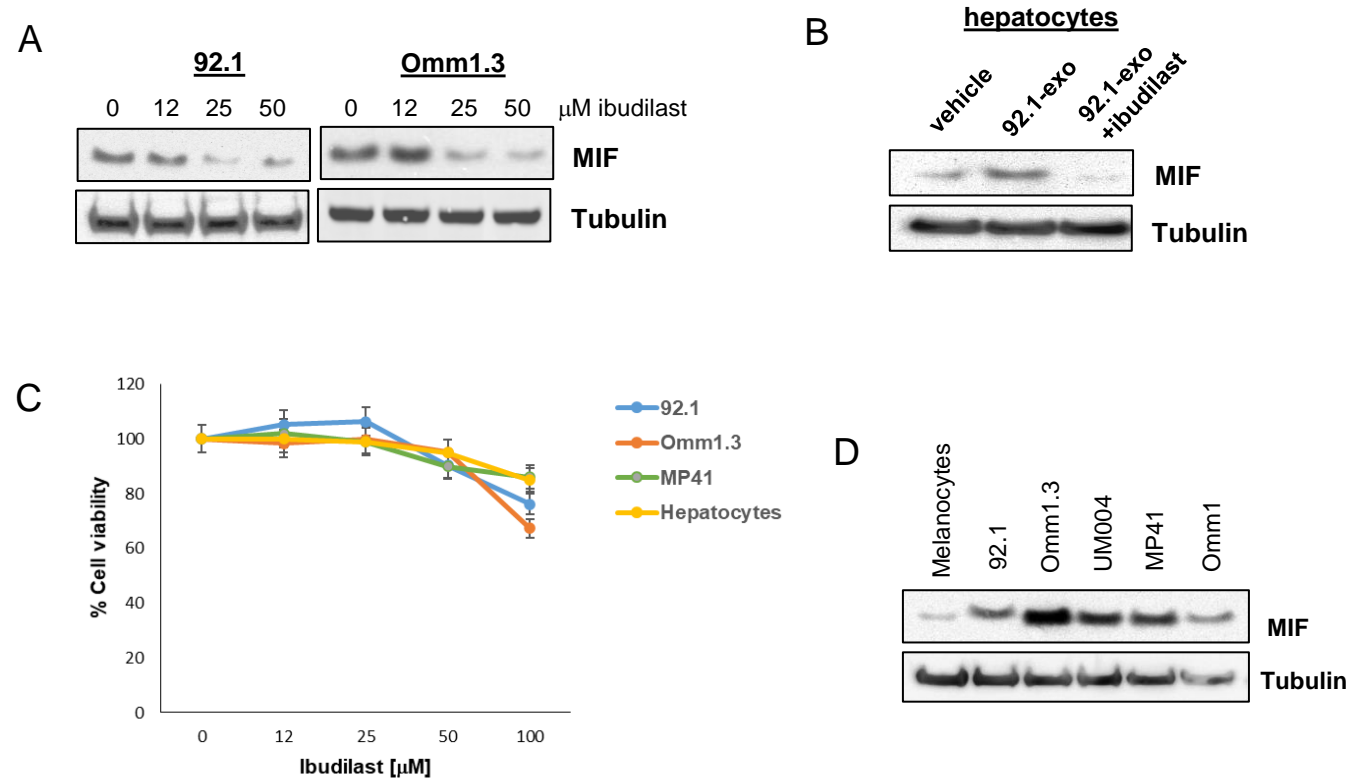 A
92.1
Omm1.3
0 12 25 50 0 12 25 50 μM ibudilast
MIF
Tubulin
B
hepatocytes
vehicle
92.1-exo
92.1-exo
+ibudilast
MIF
Tubulin
C
120
100
80
60
40
20
0
% Cell viability
0 12 25 50 100
Ibudilast [μM]
92.1
Omm1.3
MP41
Hepatocytes
D
Melanocytes
92.1
Omm1.3
UM004
MP41
Omm1
MIF
Tubulin